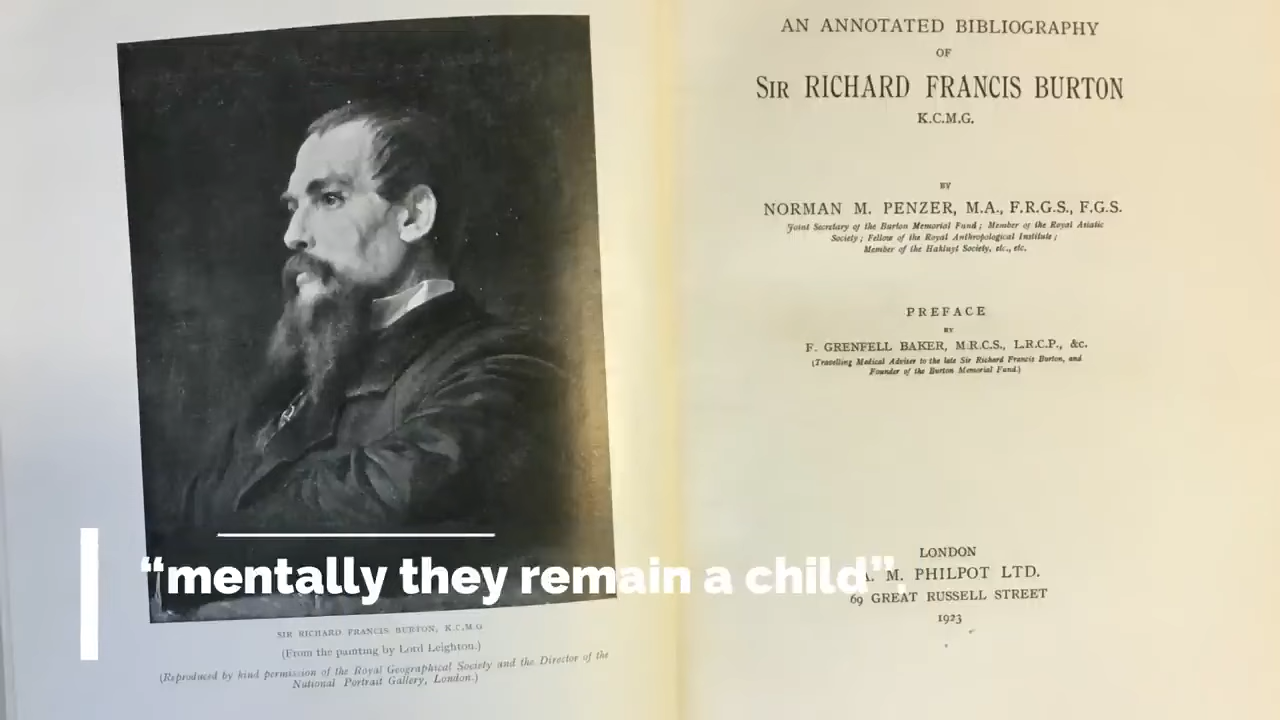 SIR RICHARD FRANCIS BURTON, K.C.M.G
(From the painting by Lord Leighton.)
(Reproduced by kind permission of the Royal Geographical Society and the Director of the
National Portrait Gallery, London.)
AN ANNOTATED BIBLIOGRAPHY
OF
SIR RICHARD FRANCIS BURTON
K.C.M.G.
BY
NORMAN M. PENZER, M.A., F.R.G.S., F.G.S.
Joint Secretary of the Burton Memorial Fund; Member of the Royal Asiatic
Society; Fellow of the Royal Anthropological Institute;
Member of the Hakluyt Society, etc., etc.
PREFACE
BY
F. GRENFELL BAKER, M.R.C.S., L.R.C.P., &c.
(Travelling Medical Adviser to the late Sir Richard Francis Burton, and
Founder of the Burton Memorial Fund.)
LONDON
A. M. PHILPOT LTD.
69 GREAT RUSSELL STREET
1923
“mentally they remain a child”,